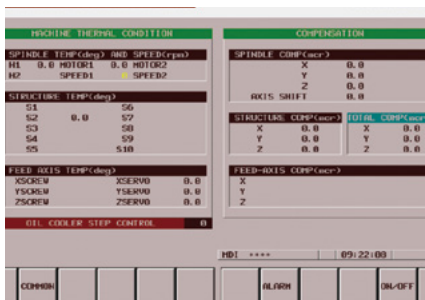 MACHINE THERMAL CONDITION
SPINDLE TEMP(deg) AND SPEED(rpm)
H1 0.0 MOTOR1 0.0 MOTOR2
H2 SPEED1 0 SPEED2
STRUCTURE TEMP(deg)
S1 S6
S2 0.0 S7
S3 S8
S4 S9
S5 S10
FEED AXIS TEMP(deg)
XSCREW XSERVO 0.0
YSCREW YSERVO 0.0
ZSCREW ZSERVO 0.0
OIL COOLER STEP CONTROL 0
COMPENSATION
SPINDLE COMP(mcr)
X 0.0
Y 0.0
Z 0.0
AXIS SHIFT 0.0
STRUCTURE COMP(mcr) TOTAL COMP(mcr)
X 0.0 X 0.0
Y 0.0 Y 0.0
Z 0.0 Z 0.0
FEED-AXIS COMP(mcr)
X
Y
Z
MDI **** 09:22:00
COMMON ALARM ON/OFF